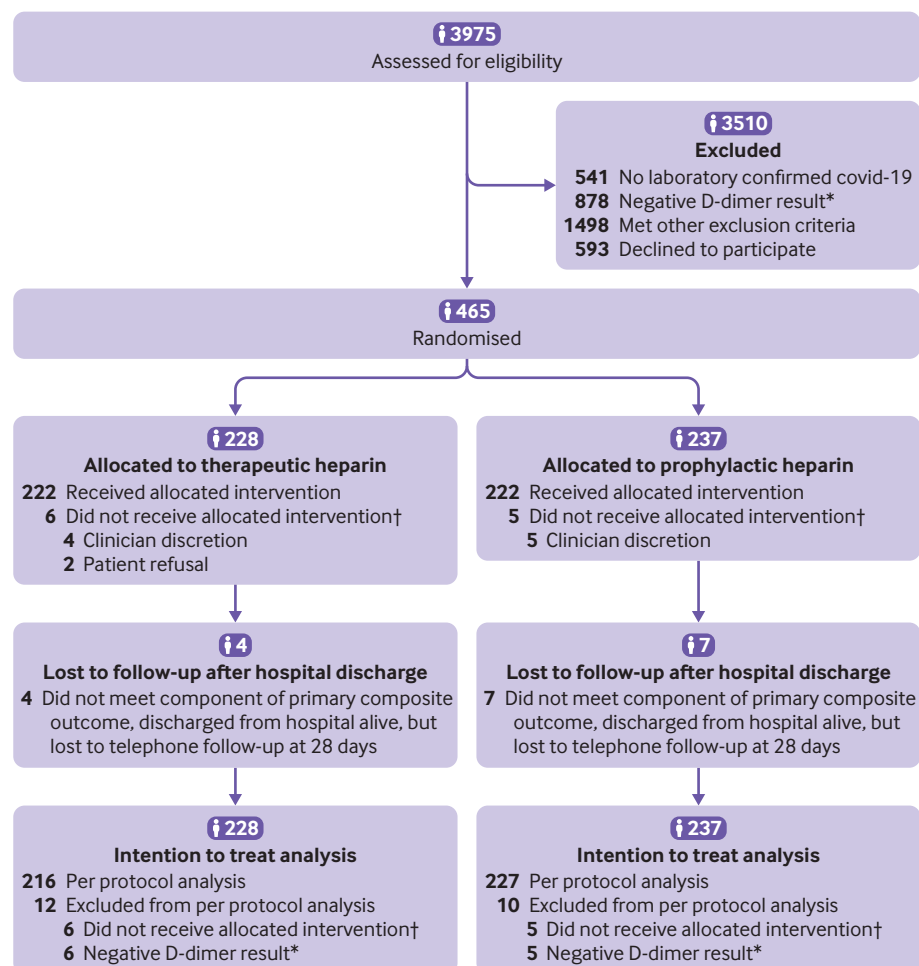 3975
Assessed for eligibility
3510
Excluded
541 No laboratory confirmed covid-19
878 Negative D-dimer result*
1498 Met other exclusion criteria
593 Declined to participate
465
Randomised
228
Allocated to therapeutic heparin
222 Received allocated intervention
6 Did not receive allocated intervention†
4 Clinician discretion
2 Patient refusal
237
Allocated to prophylactic heparin
222 Received allocated intervention
5 Did not receive allocated intervention†
5 Clinician discretion
4
Lost to follow-up after hospital discharge
4 Did not meet component of primary composite
outcome, discharged from hospital alive, but
lost to telephone follow-up at 28 days
7
Lost to follow-up after hospital discharge
7 Did not meet component of primary composite
outcome, discharged from hospital alive, but
lost to telephone follow-up at 28 days
228
Intention to treat analysis
216 Per protocol analysis
12 Excluded from per protocol analysis
6 Did not receive allocated intervention†
6 Negative D-dimer result*
237
Intention to treat analysis
227 Per protocol analysis
10 Excluded from per protocol analysis
5 Did not receive allocated intervention†
5 Negative D-dimer result*